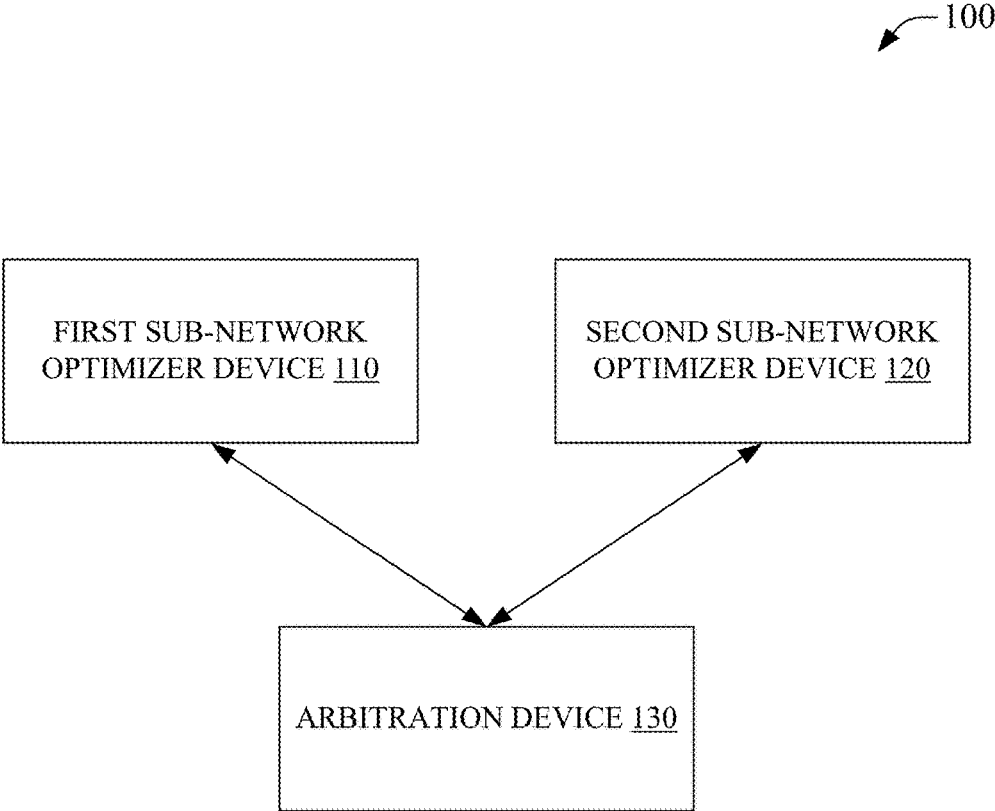 100
FIRST SUB-NETWORK
OPTIMIZER DEVICE 110
SECOND SUB-NETWORK
OPTIMIZER DEVICE 120
ARBITRATION DEVICE 130